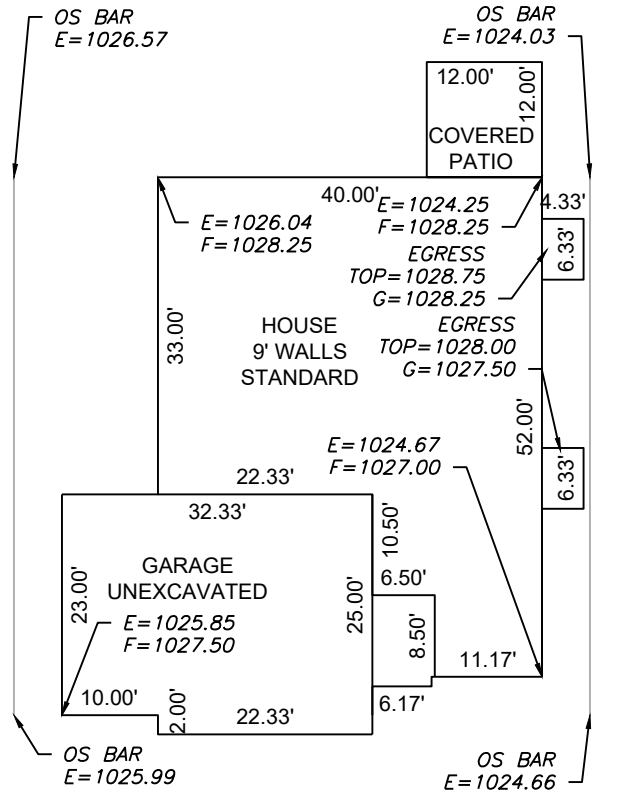 OS BAR
E=1026.57
OS BAR
E=1024.03
12.00'
12.00'
COVERED
PATIO
40.00'
E=1024.25
F=1028.25
4.33'
E=1026.04
F=1028.25
6.33'
EGRESS
TOP=1028.75
G=1028.25
33.00'
HOUSE
9' WALLS
STANDARD
EGRESS
TOP=1028.00
G=1027.50
52.00'
E=1024.67
F=1027.00
6.33'
22.33'
32.33'
10.50'
GARAGE
UNEXCAVATED
23.00'
25.00'
6.50'
E=1025.85
F=1027.50
8.50'
11.17'
10.00'
2.00'
22.33'
6.17'
OS BAR
E=1025.99
OS BAR
E=1024.66